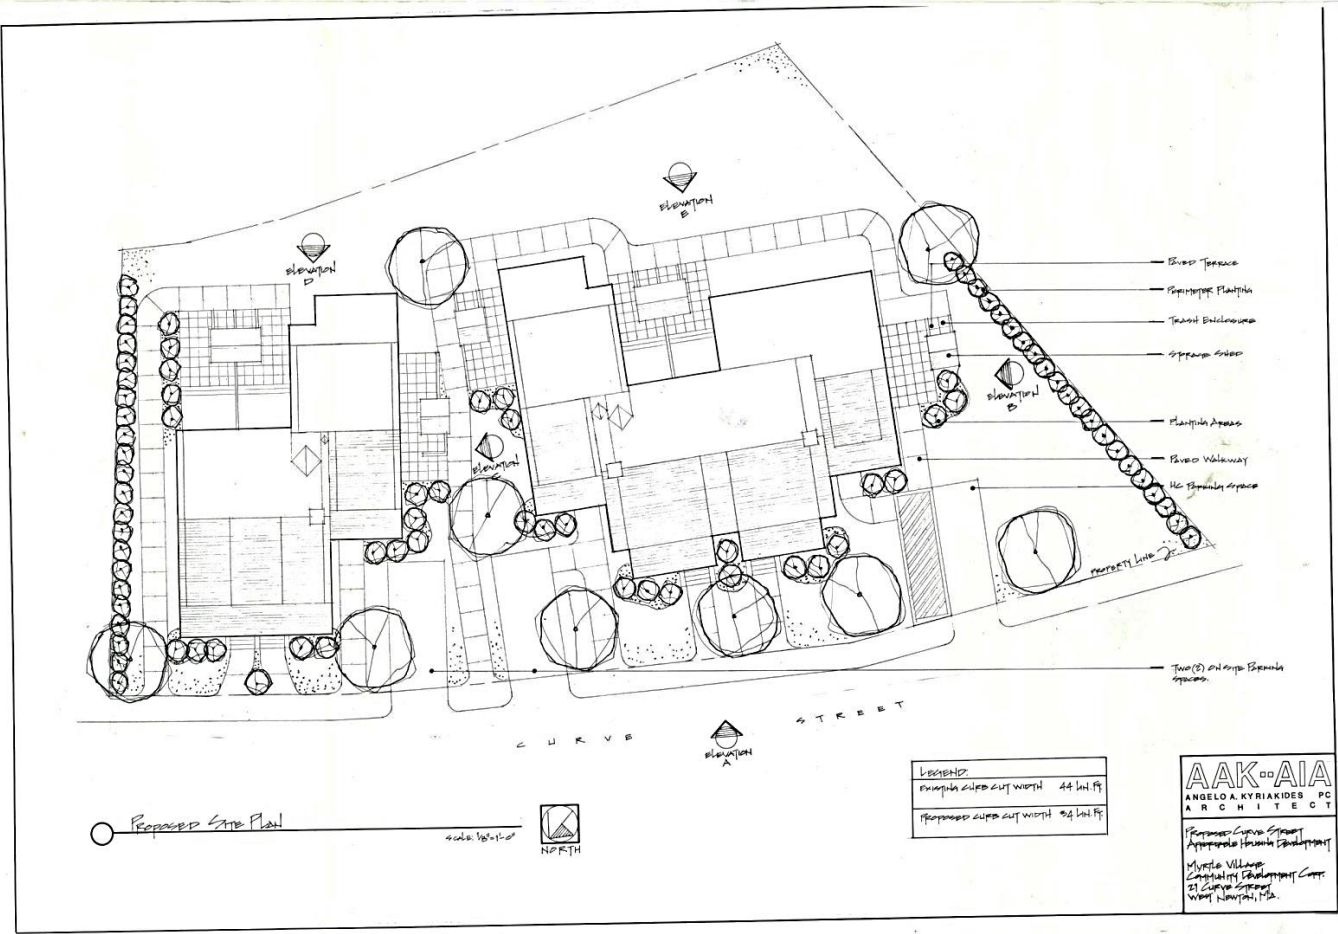 ELEVATION
E
ELEVATION
D
PAVED TERRACE
PERIMETER PLANTING
TRASH ENCLOSURE
STORAGE SHED
ELEVATION
B
PLANTING AREAS
PAVED WALKWAY
HC PARKING SPACE
ELEVATION
C
PROPERTY LINE
TWO (2) ON SITE PARKING
SPACES.
CURVE STREET
ELEVATION
A
PROPOSED SITE PLAN
SCALE: 1/8"=1'-0"
NORTH
LEGEND:
EXISTING CURB CUT WIDTH 44 LIN. FT.
PROPOSED CURB CUT WIDTH 34 LIN. FT.
AAK--AIA
ANGELO A. KYRIAKIDES PC
ARCHITECT
PROPOSED CURVE STREET
AFFORDABLE HOUSING DEVELOPMENT
MYRTLE VILLAGE
COMMUNITY DEVELOPMENT CORP.
21 CURVE STREET
WEST NEWTON, MA.